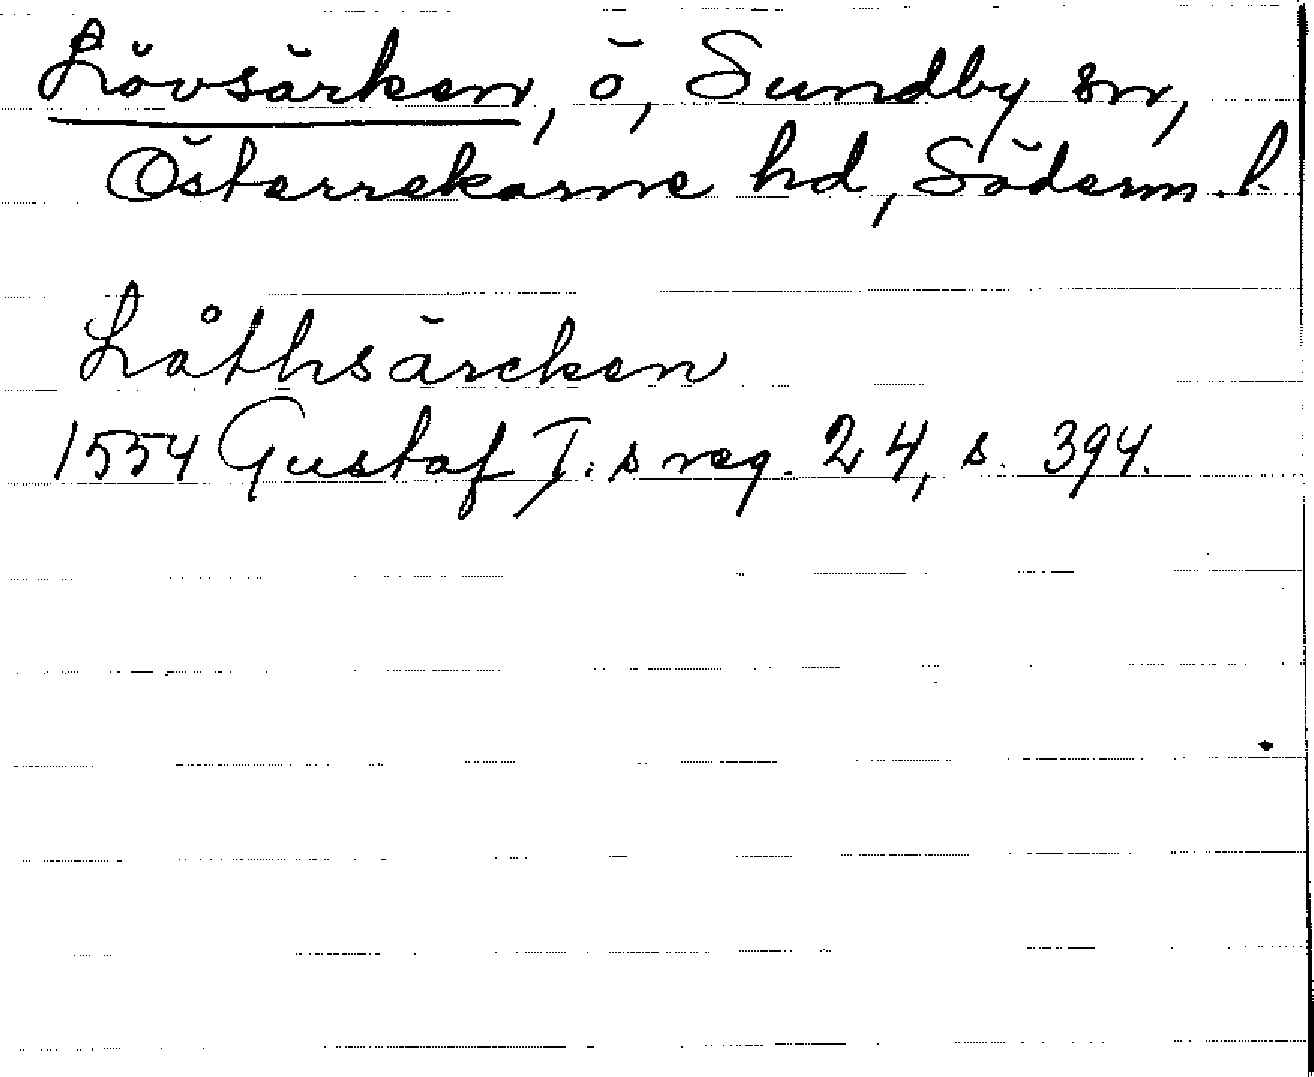 Lövsärken, ö, Sundby sn,
Österrekarne hd, Söderm. l.
Låthsärcken
1554 Gustaf I:s reg. 24, s. 394.